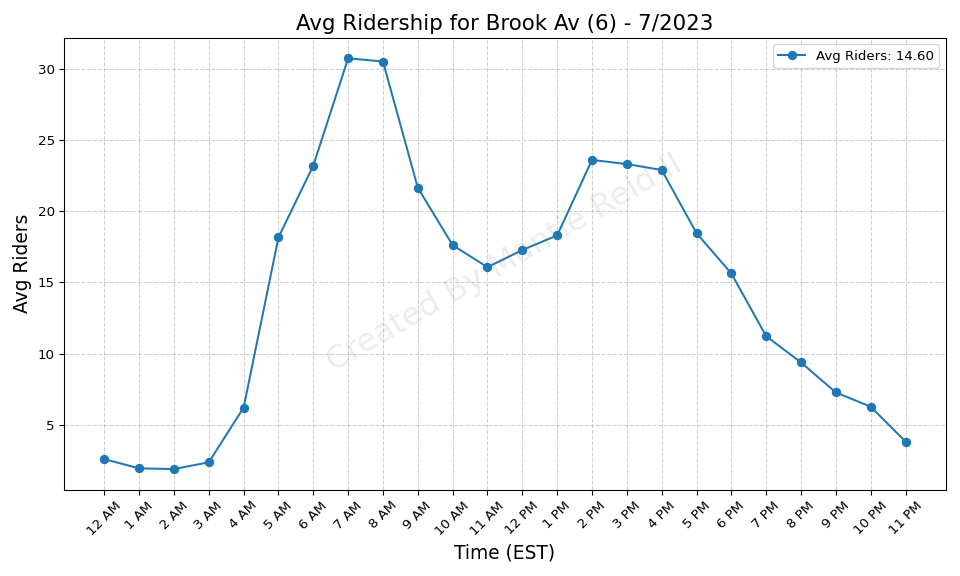 Avg Ridership for Brook Av (6) - 7/2023
Avg Riders: 14.60
Avg Riders
30
25
20
15
10
5
Created By Mantie Reid II
12 AM
1 AM
2 AM
3 AM
4 AM
5 AM
6 AM
7 AM
8 AM
9 AM
10 AM
11 AM
12 PM
1 PM
2 PM
3 PM
4 PM
5 PM
6 PM
7 PM
8 PM
9 PM
10 PM
11 PM
Time (EST)